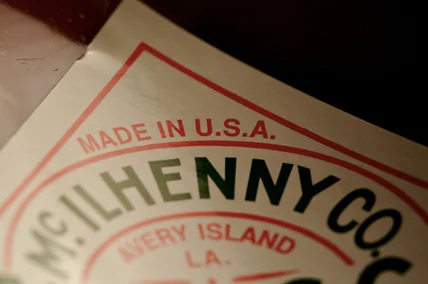 MADE IN U.S.A.
McILHENNY CO.
AVERY ISLAND
LA.